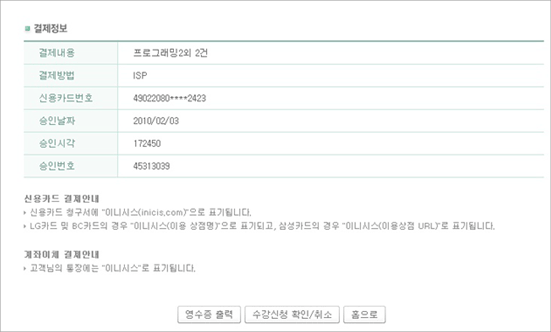 결제정보
결제내용 프로그래밍2외 2건
결제방법 ISP
신용카드번호 49022080****2423
승인날짜 2010/02/03
승인시각 172450
승인번호 45313039
신용카드 결제안내
신용카드 청구서에 "이니시스(inicis.com)"으로 표기됩니다.
LG카드 및 BC카드의 경우 "이니시스(이용 상점명)"으로 표기되고, 삼성카드의 경우 "이니시스(이용상점 URL)"로 표기됩니다.
계좌이체 결제안내
고객님의 통장에는 "이니시스"로 표기됩니다.
영수증 출력 수강신청 확인/취소 홈으로